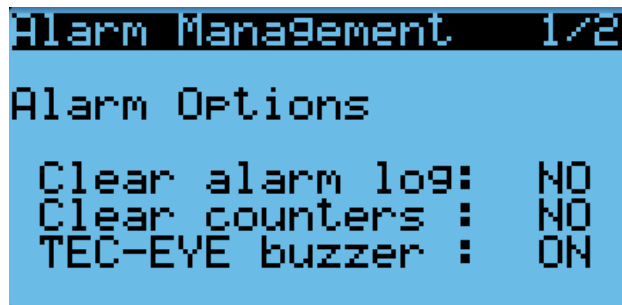 Alarm Management 1/2
Alarm Options
Clear alarm log: NO
Clear counters : NO
TEC-EYE buzzer : ON